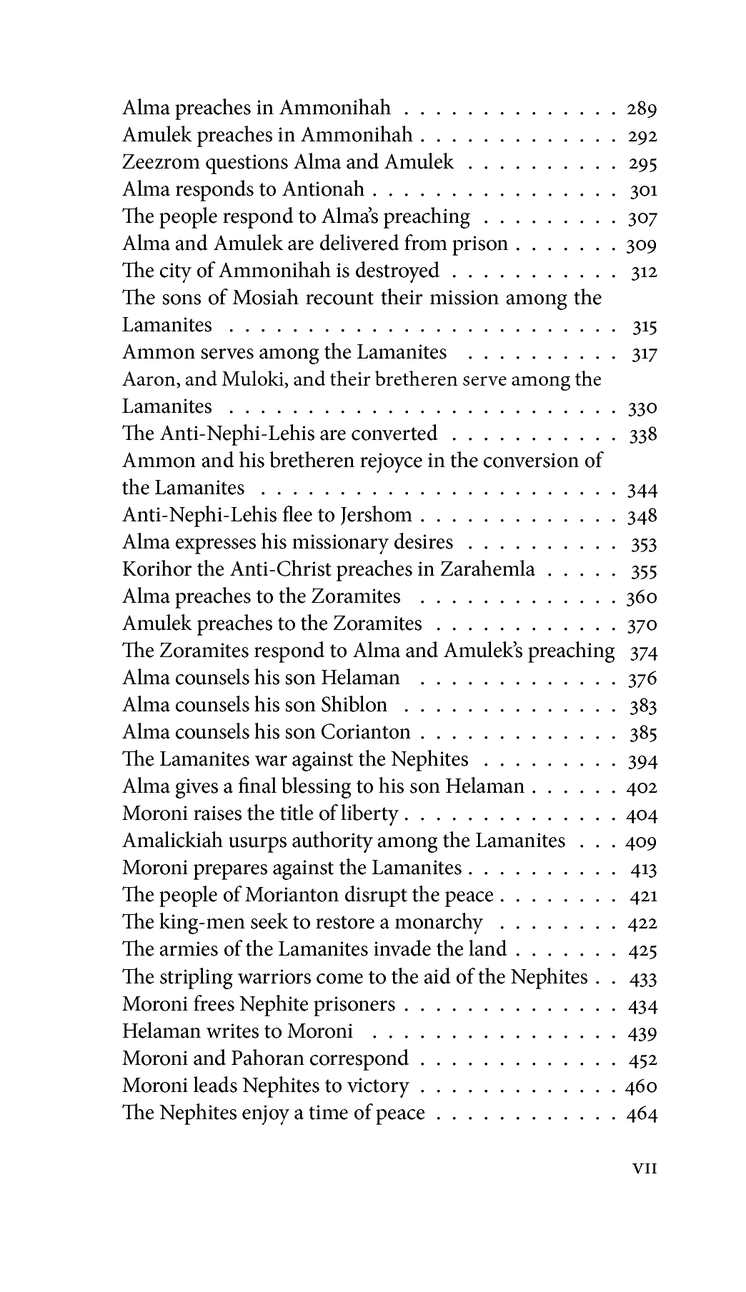 Alma preaches in Ammonihah . . . . . . . . . . . . . . 289
Amulek preaches in Ammonihah . . . . . . . . . . . . . 292
Zeezrom questions Alma and Amulek . . . . . . . . . . 295
Alma responds to Antionah . . . . . . . . . . . . . . . . 301
The people respond to Alma’s preaching . . . . . . . . . 307
Alma and Amulek are delivered from prison . . . . . . . 309
The city of Ammonihah is destroyed . . . . . . . . . . . 312
The sons of Mosiah recount their mission among the
Lamanites . . . . . . . . . . . . . . . . . . . . . . . . . 315
Ammon serves among the Lamanites . . . . . . . . . . 317
Aaron, and Muloki, and their bretheren serve among the
Lamanites . . . . . . . . . . . . . . . . . . . . . . . . . 330
The Anti-Nephi-Lehis are converted . . . . . . . . . . . 338
Ammon and his bretheren rejoyce in the conversion of
the Lamanites . . . . . . . . . . . . . . . . . . . . . . . 344
Anti-Nephi-Lehis flee to Jershom . . . . . . . . . . . . . 348
Alma expresses his missionary desires . . . . . . . . . . 353
Korihor the Anti-Christ preaches in Zarahemla . . . . . 355
Alma preaches to the Zoramites . . . . . . . . . . . . . 360
Amulek preaches to the Zoramites . . . . . . . . . . . . 370
The Zoramites respond to Alma and Amulek’s preaching 374
Alma counsels his son Helaman . . . . . . . . . . . . . 376
Alma counsels his son Shiblon . . . . . . . . . . . . . . 383
Alma counsels his son Corianton . . . . . . . . . . . . . 385
The Lamanites war against the Nephites . . . . . . . . . 394
Alma gives a final blessing to his son Helaman . . . . . . 402
Moroni raises the title of liberty . . . . . . . . . . . . . . 404
Amalickiah usurps authority among the Lamanites . . . 409
Moroni prepares against the Lamanites . . . . . . . . . . 413
The people of Morianton disrupt the peace . . . . . . . . 421
The king-men seek to restore a monarchy . . . . . . . . 422
The armies of the Lamanites invade the land . . . . . . . 425
The stripling warriors come to the aid of the Nephites . . 433
Moroni frees Nephite prisoners . . . . . . . . . . . . . . 434
Helaman writes to Moroni . . . . . . . . . . . . . . . . 439
Moroni and Pahoran correspond . . . . . . . . . . . . . 452
Moroni leads Nephites to victory . . . . . . . . . . . . . 460
The Nephites enjoy a time of peace . . . . . . . . . . . . 464
VII